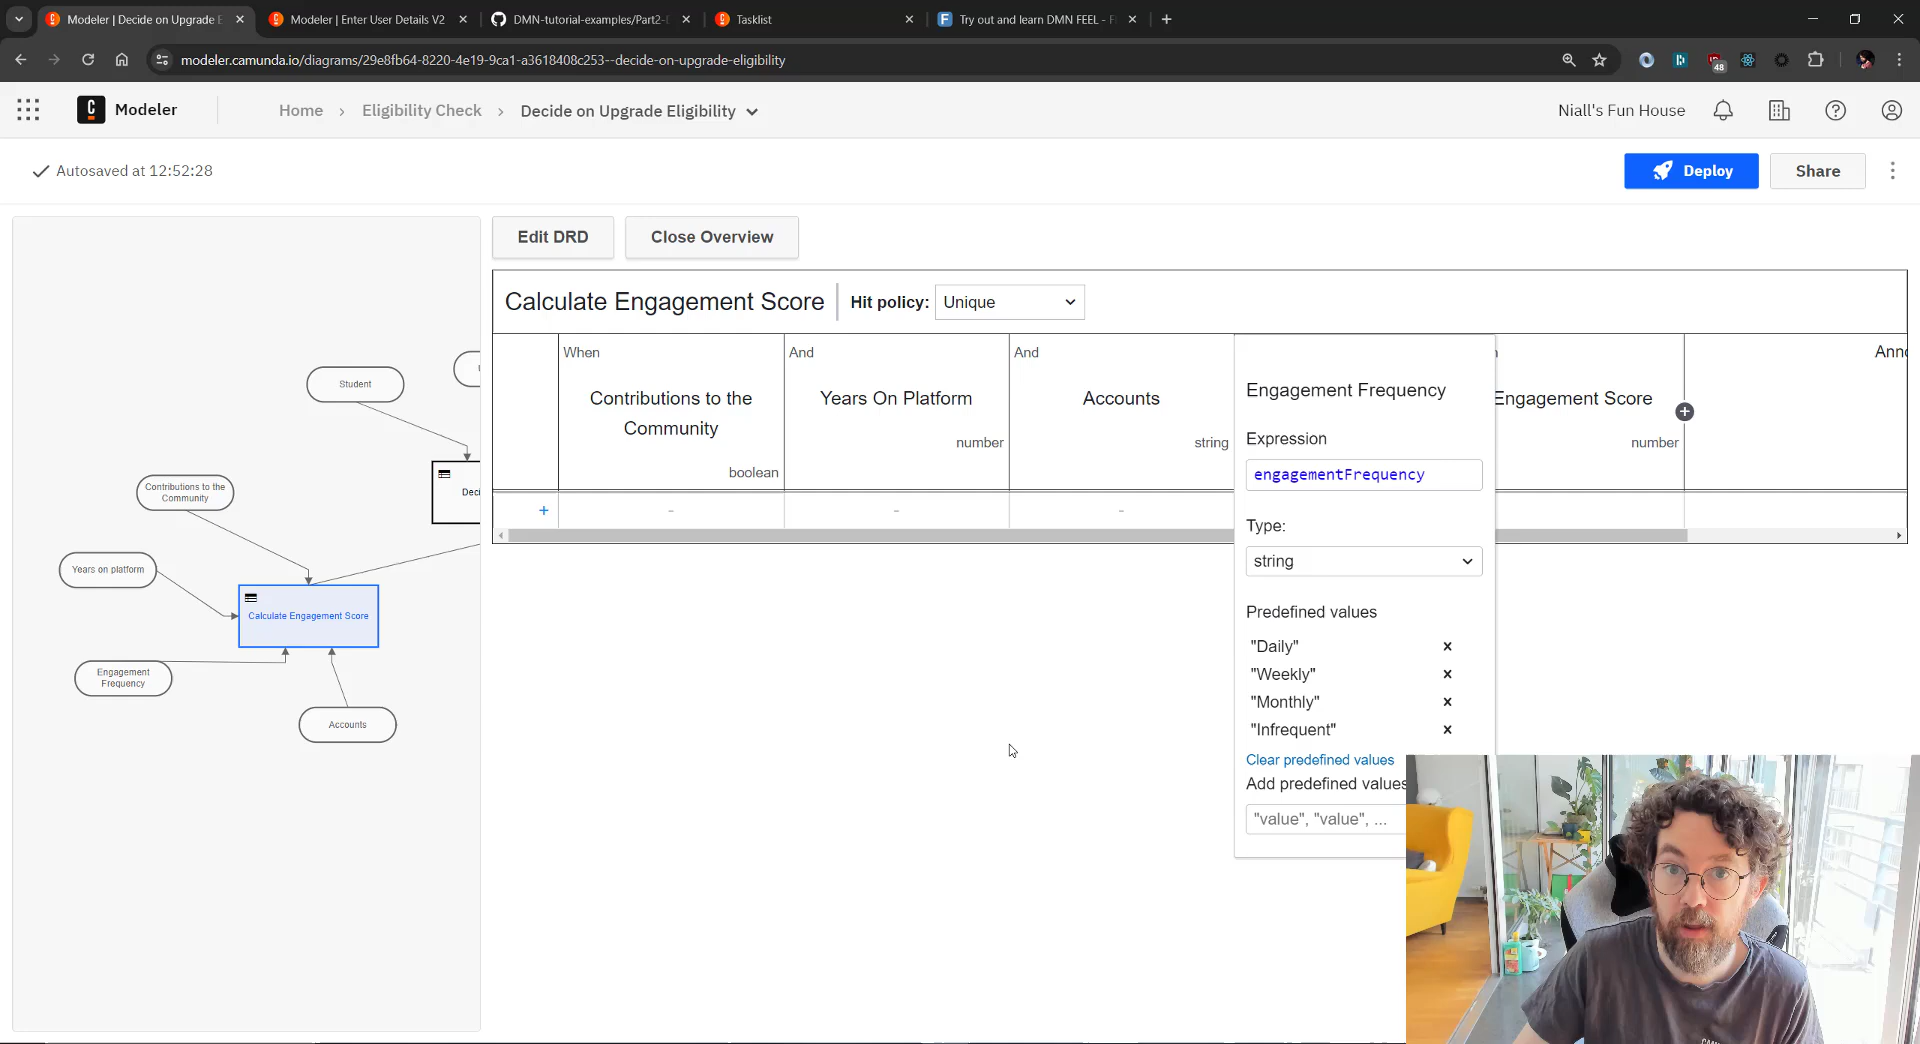 Modeler | Decide on Upgrade E
Modeler | Enter User Details V2
DMN-tutorial-examples/Part2-D
Tasklist
Try out and learn DMN FEEL - F
modeler.camunda.io/diagrams/29e8fb64-8220-4e19-9ca1-a3618408c253--decide-on-upgrade-eligibility
48
Modeler
Home
Eligibility Check
Decide on Upgrade Eligibility
Niall's Fun House
Autosaved at 12:52:28
Deploy
Share
Edit DRD
Close Overview
Calculate Engagement Score
Hit policy:
Unique
When
And
And
Anno
Contributions to the
Community
boolean
Years On Platform
number
Accounts
string
Engagement Score
number
+
-
-
-
Engagement Frequency
Expression
engagementFrequency
Type:
string
Predefined values
"Daily"
"Weekly"
"Monthly"
"Infrequent"
Clear predefined values
Add predefined values
"value", "value", ...
Student
Deci
Contributions to the
Community
Years on platform
Calculate Engagement Score
Engagement
Frequency
Accounts